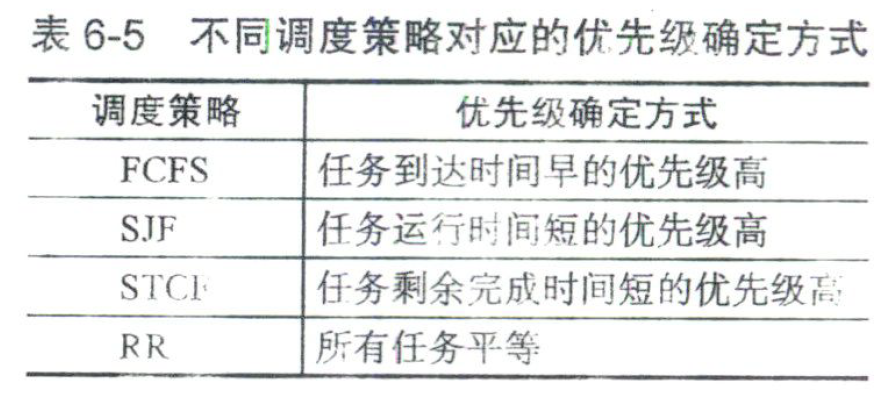 表 6-5 不同调度策略对应的优先级确定方式
调度策略 优先级确定方式
FCFS 任务到达时间早的优先级高
SJF 任务运行时间短的优先级高
STCF 任务剩余完成时间短的优先级高
RR 所有任务平等